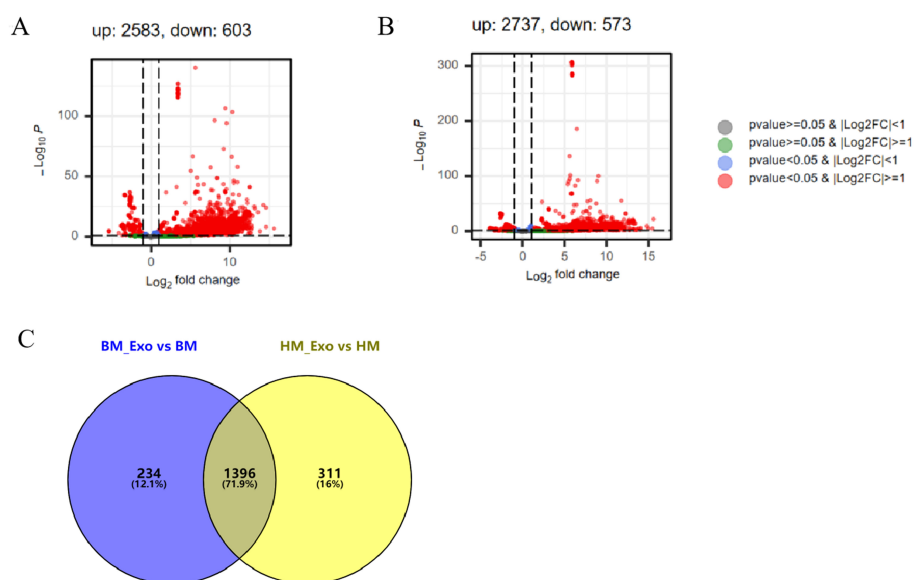 A
up: 2583, down: 603
100
50
0
0
10
−Log10 P
Log2 fold change
B
up: 2737, down: 573
300
200
100
0
-5
0
5
10
15
−Log10 P
Log2 fold change
pvalue>=0.05 & |Log2FC|<1
pvalue>=0.05 & |Log2FC|>=1
pvalue<0.05 & |Log2FC|<1
pvalue<0.05 & |Log2FC|>=1
C
BM_Exo vs BM
HM_Exo vs HM
234
(12.1%)
1396
(71.9%)
311
(16%)